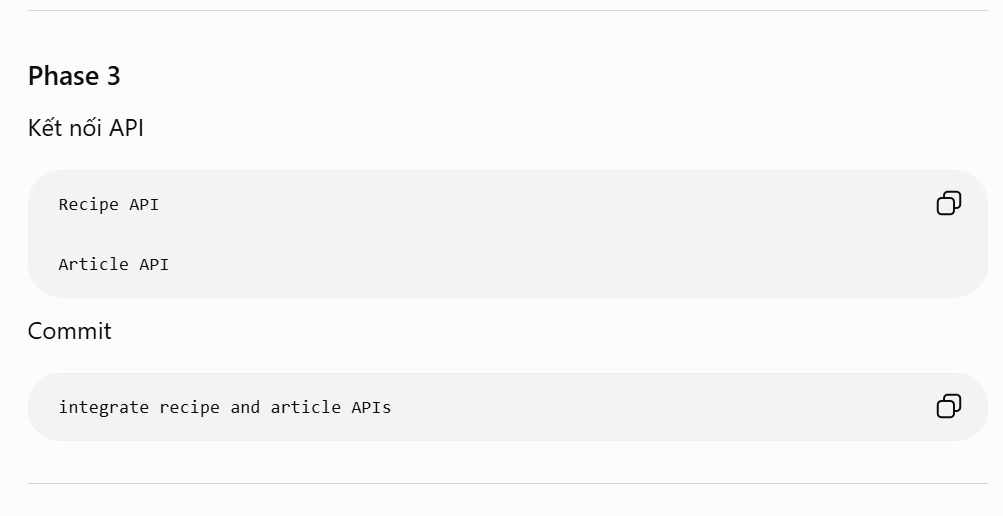 Phase 3
Kết nối API
Recipe API
Article API
Commit
integrate recipe and article APIs